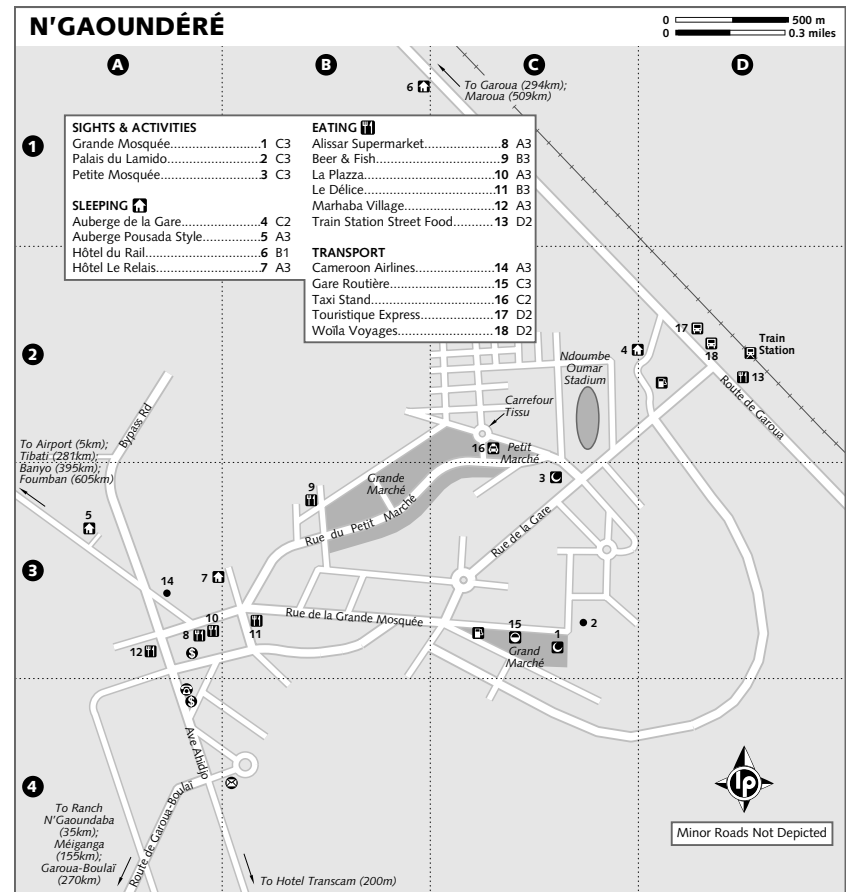 N'GAOUNDÉRÉ
0 500 m
0 0.3 miles
A
B
C
D
6
To Garoua (294km);
Maroua (509km)
1
SIGHTS & ACTIVITIES
Grande Mosquée..............................1 C3
Palais du Lamido..............................2 C3
Petite Mosquée................................3 C3
SLEEPING
Auberge de la Gare..........................4 C2
Auberge Pousada Style.....................5 A3
Hôtel du Rail....................................6 B1
Hôtel Le Relais.................................7 A3
EATING
Alissar Supermarket..........................8 A3
Beer & Fish......................................9 B3
La Plazza.......................................10 A3
Le Délice.......................................11 B3
Marhaba Village.............................12 A3
Train Station Street Food................13 D2
TRANSPORT
Cameroon Airlines..........................14 A3
Gare Routière................................15 C3
Taxi Stand.....................................16 C2
Touristique Express.........................17 D2
Woïla Voyages...............................18 D2
2
17
18
Train
Station
13
4
Ndoumbe
Oumar
Stadium
Route de Garoua
Carrefour
Tissu
Bypass Rd
To Airport (5km);
Tibati (281km);
Banyo (395km);
Foumban (605km)
16
Petit
Marché
3
Grande
Marché
9
5
Rue du Petit Marché
Rue de la Gare
3
14
7
10
8
11
12
Rue de la Grande Mosquée
15
1
2
Grand
Marché
$
$
Ave Ahidjo
4
Route de Garoua-Boulaï
To Ranch
N'Gaoundaba
(35km);
Méiganga
(155km);
Garoua-Boulaï
(270km)
To Hotel Transcam (200m)
lp
Minor Roads Not Depicted